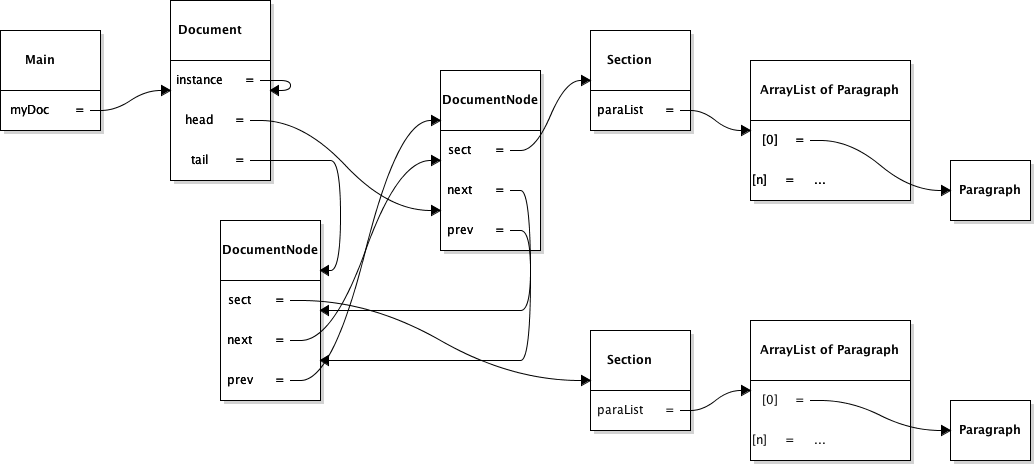 Main
myDoc =
Document
instance =
head =
tail =
DocumentNode
sect =
next =
prev =
Section
paraList =
ArrayList of Paragraph
[0] =
[n] = ...
Paragraph
DocumentNode
sect =
next =
prev =
Section
paraList =
ArrayList of Paragraph
[0] =
[n] = ...
Paragraph